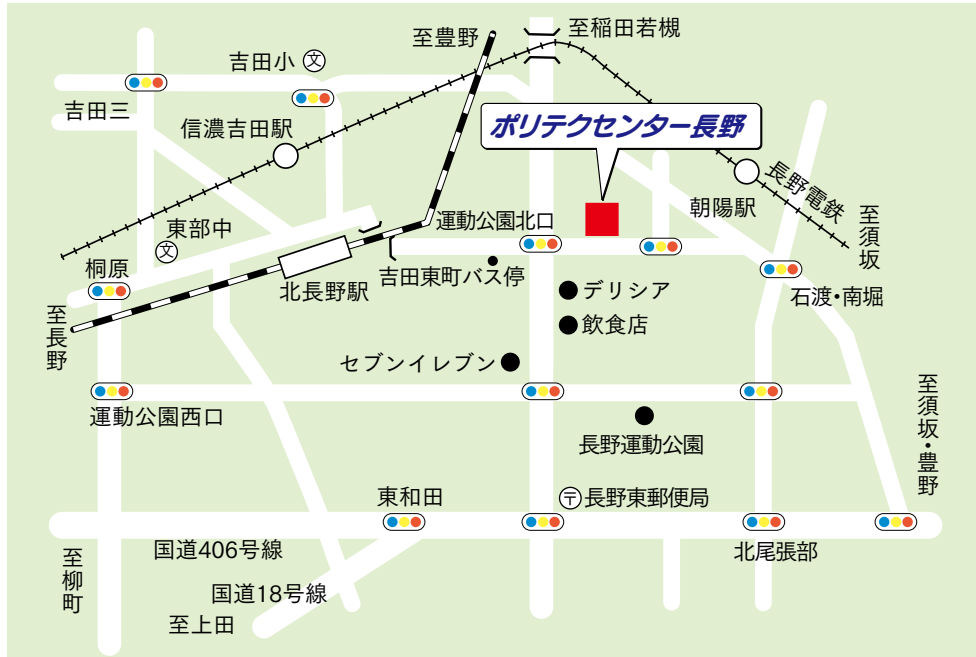 至豊野
至稲田若槻
吉田小
文
吉田三
信濃吉田駅
ポリテクセンター長野
長野電鉄
朝陽駅
至須坂
東部中
文
運動公園北口
桐原
北長野駅
吉田東町バス停
石渡・南堀
デリシア
飲食店
至長野
セブンイレブン
運動公園西口
長野運動公園
至須坂・豊野
東和田
〒長野東郵便局
国道406号線
北尾張部
至柳町
国道18号線
至上田